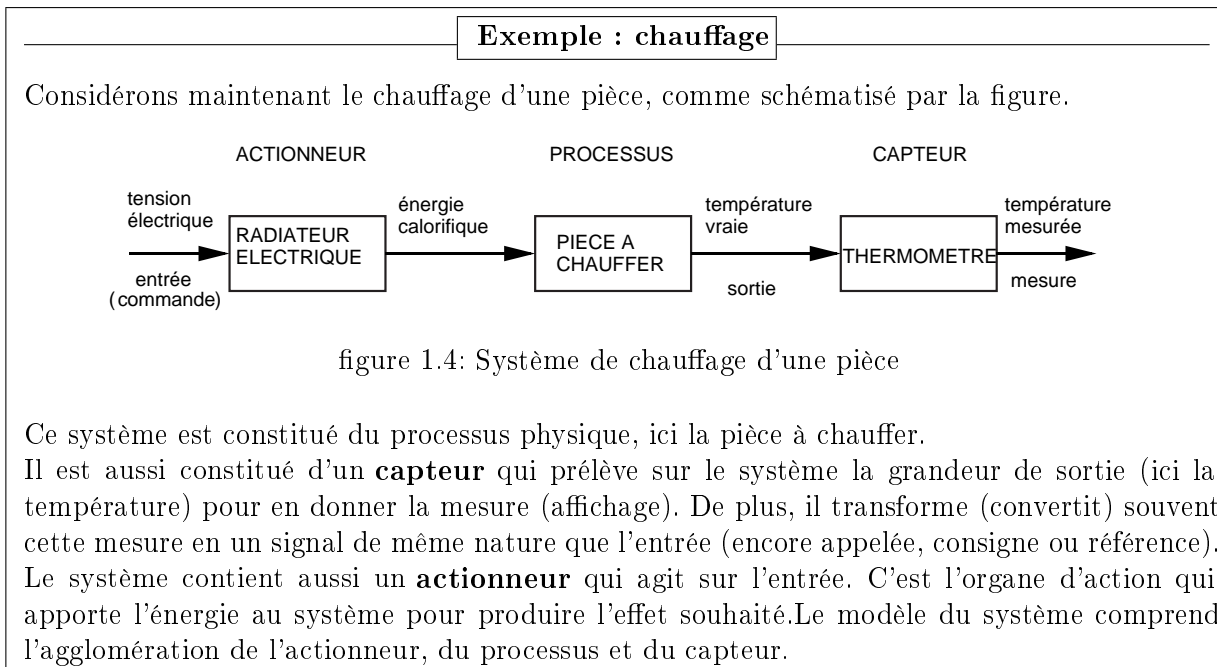 Exemple : chauffage
Considérons maintenant le chauffage d'une pièce, comme schématisé par la figure.
ACTIONNEUR
PROCESSUS
CAPTEUR
tension
électrique
RADIATEUR
ELECTRIQUE
entrée
(commande)
énergie
calorifique
PIECE A
CHAUFFER
température
vraie
sortie
THERMOMETRE
température
mesurée
mesure
figure 1.4: Système de chauffage d'une pièce
Ce système est constitué du processus physique, ici la pièce à chauffer.
Il est aussi constitué d'un capteur qui prélève sur le système la grandeur de sortie (ici la
température) pour en donner la mesure (affichage). De plus, il transforme (convertit) souvent
cette mesure en un signal de même nature que l'entrée (encore appelée, consigne ou référence).
Le système contient aussi un actionneur qui agit sur l'entrée. C'est l'organe d'action qui
apporte l'énergie au système pour produire l'effet souhaité.Le modèle du système comprend
l'agglomération de l'actionneur, du processus et du capteur.